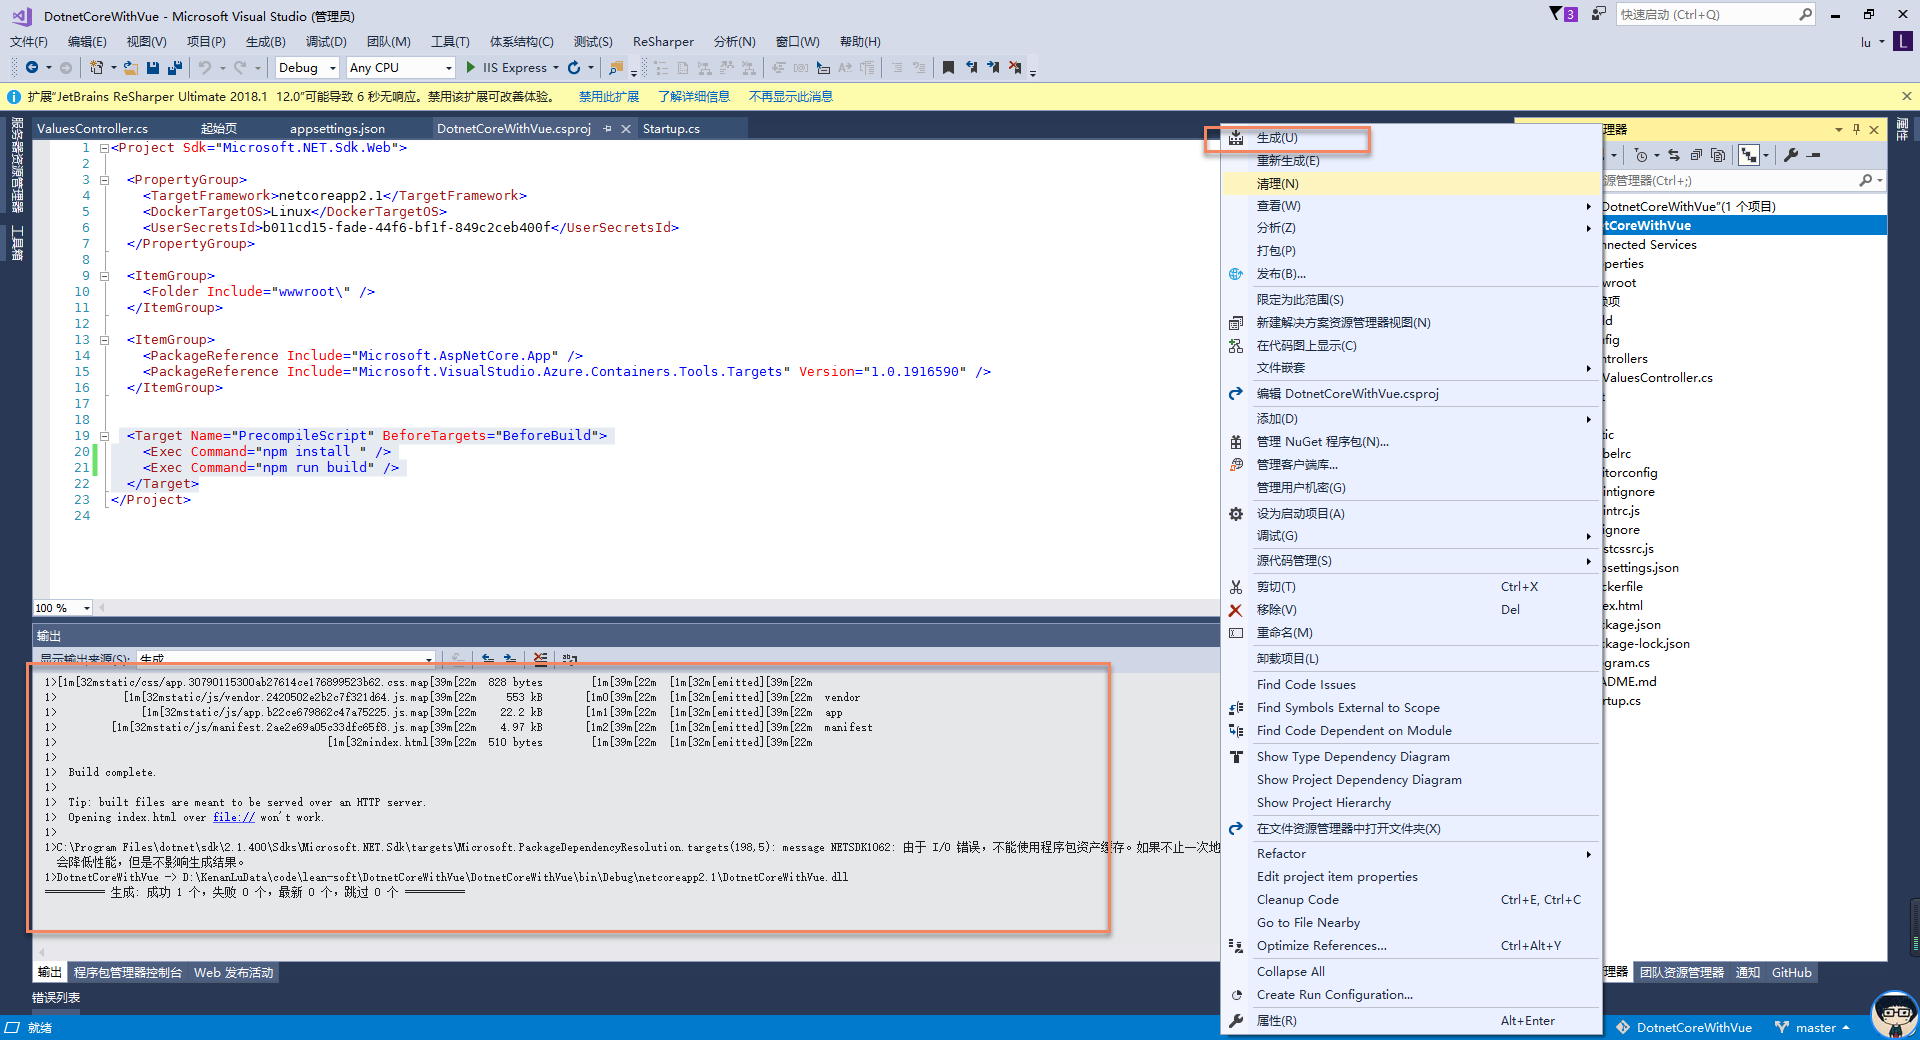 DotnetCoreWithVue - Microsoft Visual Studio (管理员)
3
快速启动 (Ctrl+Q)
文件(F) 编辑(E) 视图(V) 项目(P) 生成(B) 调试(D) 团队(M) 工具(T) 体系结构(C) 测试(S) ReSharper 分析(N) 窗口(W) 帮助(H)
lu L
Debug Any CPU IIS Express
扩展“JetBrains ReSharper Ultimate 2018.1 12.0”可能导致 6 秒无响应。禁用该扩展可改善体验。 禁用此扩展 了解详细信息 不再显示此消息
服务器资源管理器
工具箱
ValuesController.cs 起始页 appsettings.json DotnetCoreWithVue.csproj Startup.cs
1 <Project Sdk="Microsoft.NET.Sdk.Web">
2
3 <PropertyGroup>
4 <TargetFramework>netcoreapp2.1</TargetFramework>
5 <DockerTargetOS>Linux</DockerTargetOS>
6 <UserSecretsId>b011cd15-fade-44f6-bf1f-849c2ceb400f</UserSecretsId>
7 </PropertyGroup>
8
9 <ItemGroup>
10 <Folder Include="wwwroot\" />
11 </ItemGroup>
12
13 <ItemGroup>
14 <PackageReference Include="Microsoft.AspNetCore.App" />
15 <PackageReference Include="Microsoft.VisualStudio.Azure.Containers.Tools.Targets" Version="1.0.1916590" />
16 </ItemGroup>
17
18
19 <Target Name="PrecompileScript" BeforeTargets="BeforeBuild">
20 <Exec Command="npm install " />
21 <Exec Command="npm run build" />
22 </Target>
23 </Project>
24
100 %
输出
显示输出来源(S): 生成
1>[1m[32mstatic/css/app.30790115300ab27614ce176899523b62.css.map[39m[22m 828 bytes [1m[39m[22m [1m[32m[emitted][39m[22m
1> [1m[32mstatic/js/vendor.2420502e2b2c7f321d64.js.map[39m[22m 553 kB [1m0[39m[22m [1m[32m[emitted][39m[22m vendor
1> [1m[32mstatic/js/app.b22ce679862c47a75225.js.map[39m[22m 22.2 kB [1m1[39m[22m [1m[32m[emitted][39m[22m app
1> [1m[32mstatic/js/manifest.2ae2e69a05c33dfc65f8.js.map[39m[22m 4.97 kB [1m2[39m[22m [1m[32m[emitted][39m[22m manifest
1> [1m[32mindex.html[39m[22m 510 bytes [1m[39m[22m [1m[32m[emitted][39m[22m
1>
1> Build complete.
1>
1> Tip: built files are meant to be served over an HTTP server.
1> Opening index.html over file:// won't work.
1>
1>C:\Program Files\dotnet\sdk\2.1.400\Sdks\Microsoft.NET.Sdk\targets\Microsoft.PackageDependencyResolution.targets(198,5): message NETSDK1062: 由于 I/O 错误，不能使用程序包资产缓存。如果不止一次地
会降低性能，但是不影响生成结果。
1>DotnetCoreWithVue -> D:\KenanLuData\code\lean-soft\DotnetCoreWithVue\DotnetCoreWithVue\bin\Debug\netcoreapp2.1\DotnetCoreWithVue.dll
========== 生成: 成功 1 个，失败 0 个，最新 0 个，跳过 0 个 ==========
输出 程序包管理器控制台 Web 发布活动
错误列表
就绪
生成(U)
重新生成(E)
清理(N)
查看(W)
分析(Z)
打包(P)
发布(B)...
限定为此范围(S)
新建解决方案资源管理器视图(N)
在代码图上显示(C)
文件嵌套
编辑 DotnetCoreWithVue.csproj
添加(D)
管理 NuGet 程序包(N)...
管理客户端库...
管理用户机密(G)
设为启动项目(A)
调试(G)
源代码管理(S)
剪切(T) Ctrl+X
移除(V) Del
重命名(M)
卸载项目(L)
Find Code Issues
Find Symbols External to Scope
Find Code Dependent on Module
Show Type Dependency Diagram
Show Project Dependency Diagram
Show Project Hierarchy
在文件资源管理器中打开文件夹(X)
Refactor
Edit project item properties
Cleanup Code Ctrl+E, Ctrl+C
Go to File Nearby
Optimize References... Ctrl+Alt+Y
Collapse All
Create Run Configuration...
属性(R) Alt+Enter
理器
源管理器(Ctrl+;)
DotnetCoreWithVue"(1 个项目)
tCoreWithVue
nnected Services
perties
wroot
项
ld
fig
ntrollers
ValuesController.cs
t
tic
belrc
itorconfig
intignore
intrc.js
ignore
stcssrc.js
psettings.json
ckerfile
ex.html
ckage.json
ckage-lock.json
ogram.cs
ADME.md
rtup.cs
理器 团队资源管理器 通知 GitHub
属性
DotnetCoreWithVue master